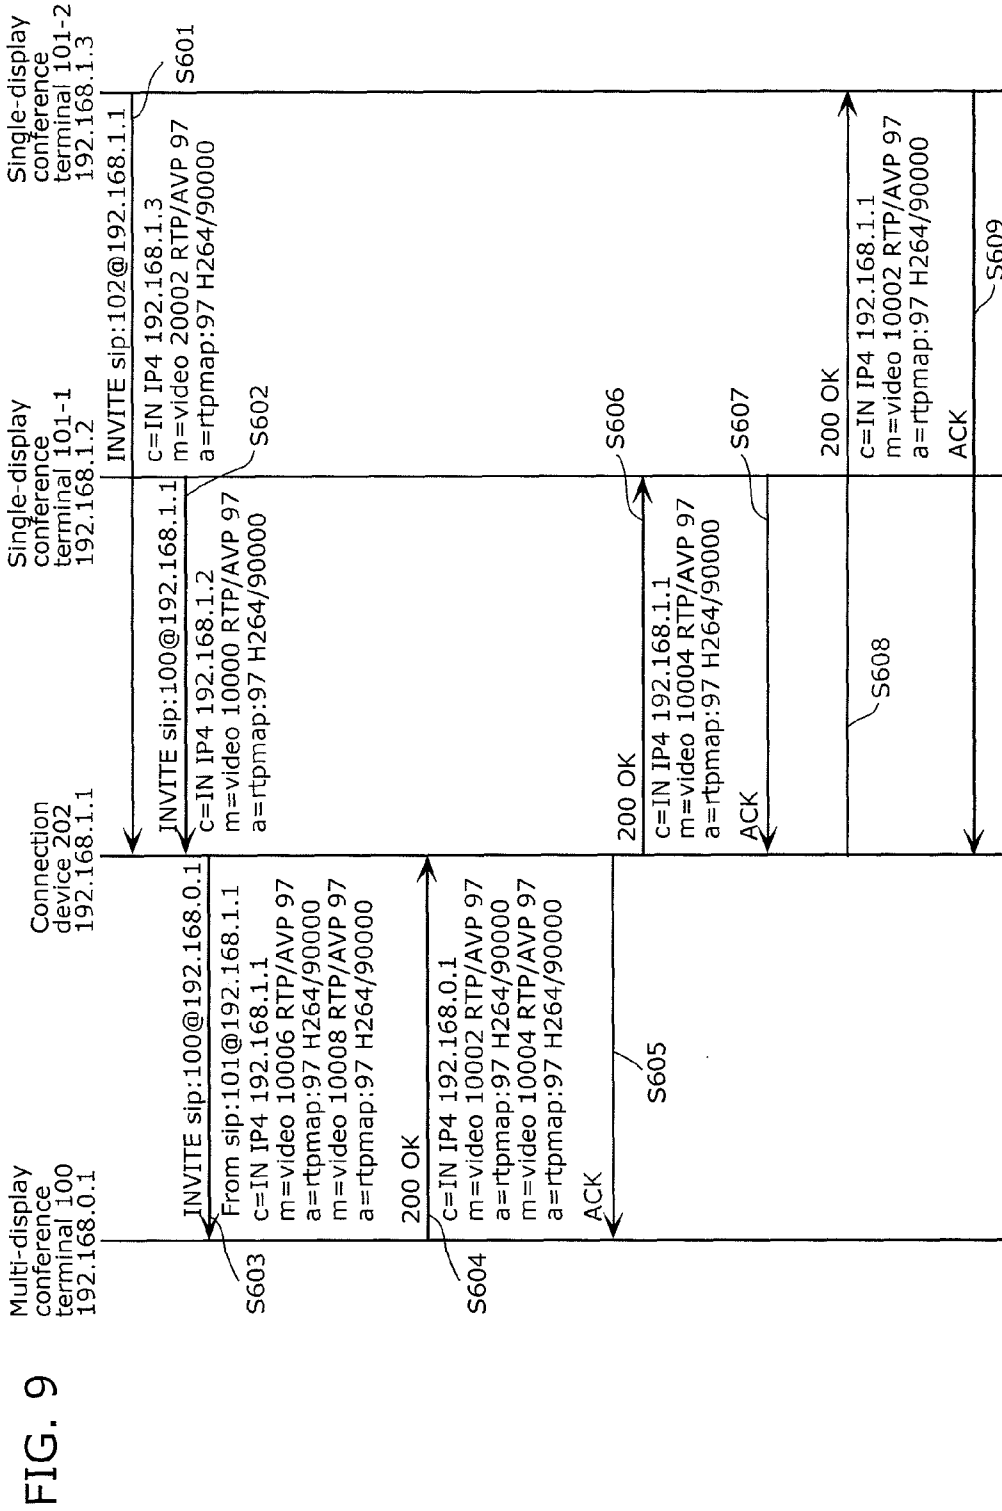 FIG. 9
Multi-display
conference
terminal 100
192.168.0.1
Connection
device 202
192.168.1.1
Single-display
conference
terminal 101-1
192.168.1.2
Single-display
conference
terminal 101-2
192.168.1.3
INVITE sip:102@192.168.1.1
S601
c=IN IP4 192.168.1.3
m=video 20002 RTP/AVP 97
a=rtpmap:97 H264/90000
INVITE sip:100@192.168.1.1
S602
c=IN IP4 192.168.1.2
m=video 10000 RTP/AVP 97
a=rtpmap:97 H264/90000
INVITE sip:100@192.168.0.1
S603
From sip:101@192.168.1.1
c=IN IP4 192.168.1.1
m=video 10006 RTP/AVP 97
a=rtpmap:97 H264/90000
m=video 10008 RTP/AVP 97
a=rtpmap:97 H264/90000
200 OK
S604
c=IN IP4 192.168.0.1
m=video 10002 RTP/AVP 97
a=rtpmap:97 H264/90000
m=video 10004 RTP/AVP 97
a=rtpmap:97 H264/90000
ACK
S605
200 OK
S606
c=IN IP4 192.168.1.1
m=video 10004 RTP/AVP 97
a=rtpmap:97 H264/90000
ACK
S607
200 OK
S608
c=IN IP4 192.168.1.1
m=video 10002 RTP/AVP 97
a=rtpmap:97 H264/90000
ACK
S609